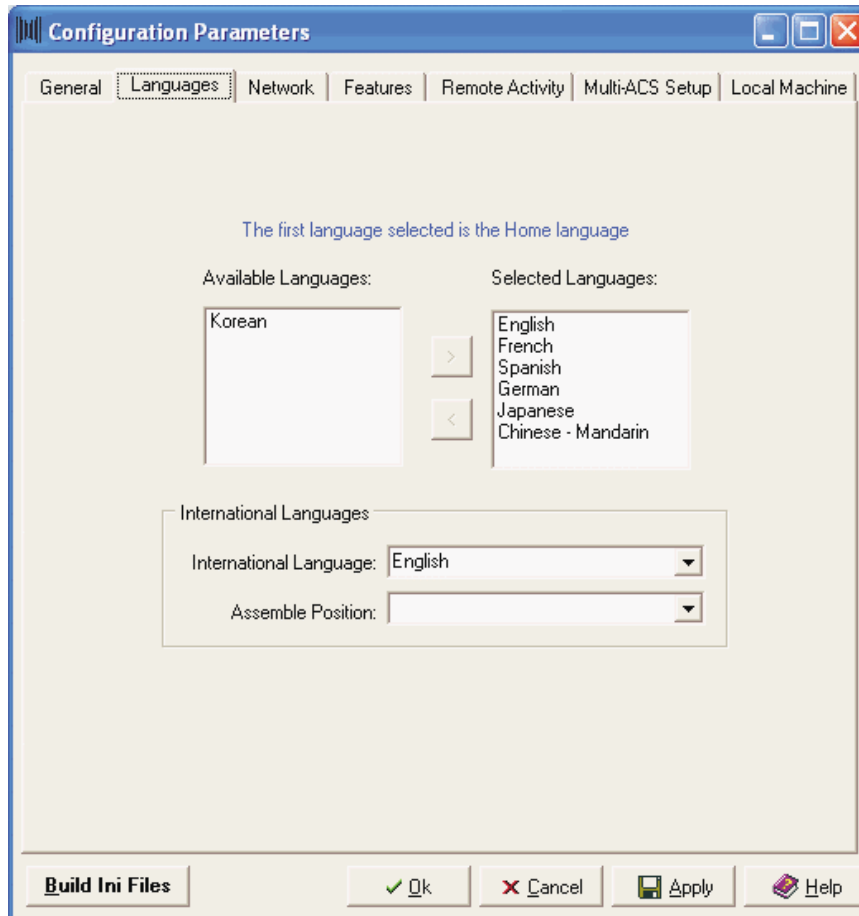 Configuration Parameters
General Languages Network Features Remote Activity Multi-ACS Setup Local Machine
The first language selected is the Home language
Available Languages:
Korean
>
<
Selected Languages:
English
French
Spanish
German
Japanese
Chinese - Mandarin
International Languages
International Language: English
Assemble Position:
Build Ini Files Ok Cancel Apply Help